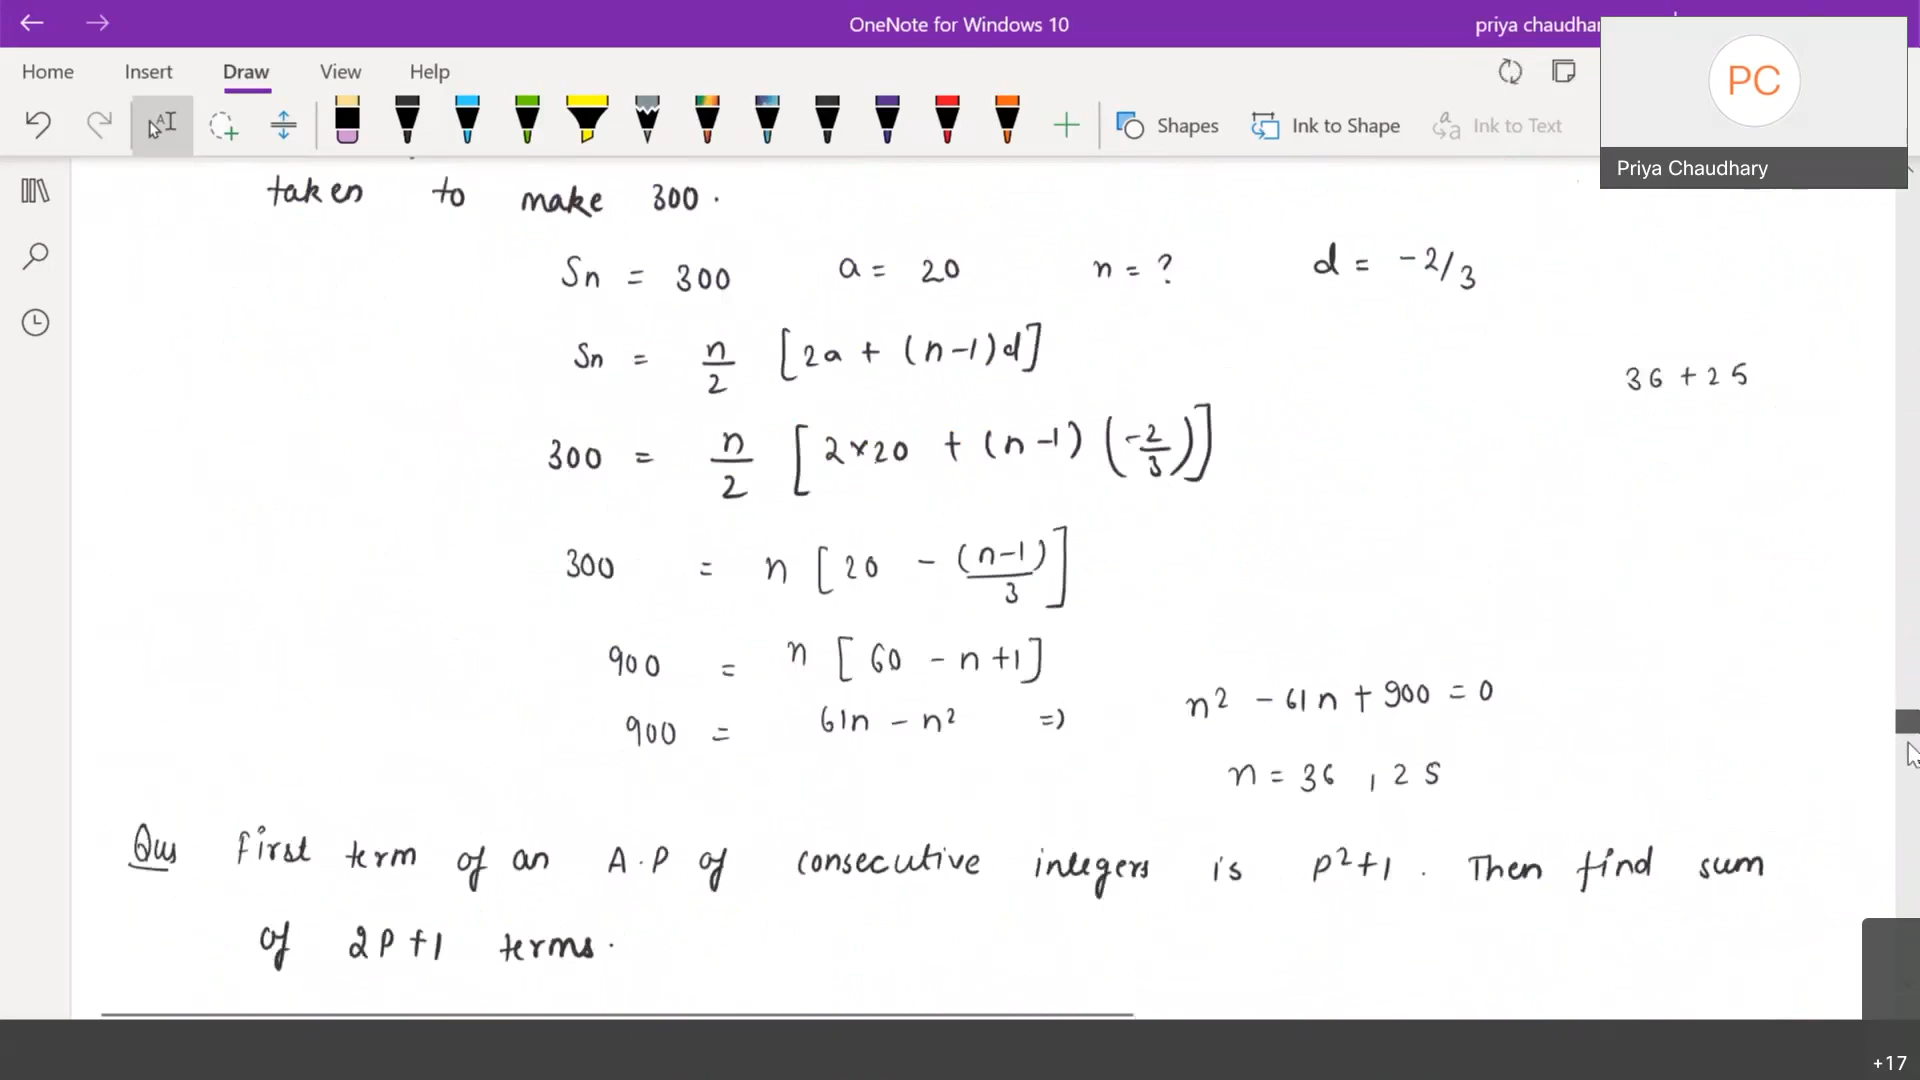 OneNote for Windows 10
priya chaudha
PC
Priya Chaudhary
Home Insert Draw View Help
Shapes Ink to Shape Ink to Text
taken to make 300.
Sn = 300 a = 20 n = ? d = -2/3
Sn = n/2 [2a + (n-1)d]
36 + 25
300 = n/2 [2×20 + (n-1) (-2/3)]
300 = n [20 - (n-1)/3]
900 = n [60 - n+1]
900 = 61n - n² => n² - 61n + 900 = 0
n = 36 , 25
Qus First term of an A.P of consecutive integers is p²+1. Then find sum
of 2P+1 terms.
+17